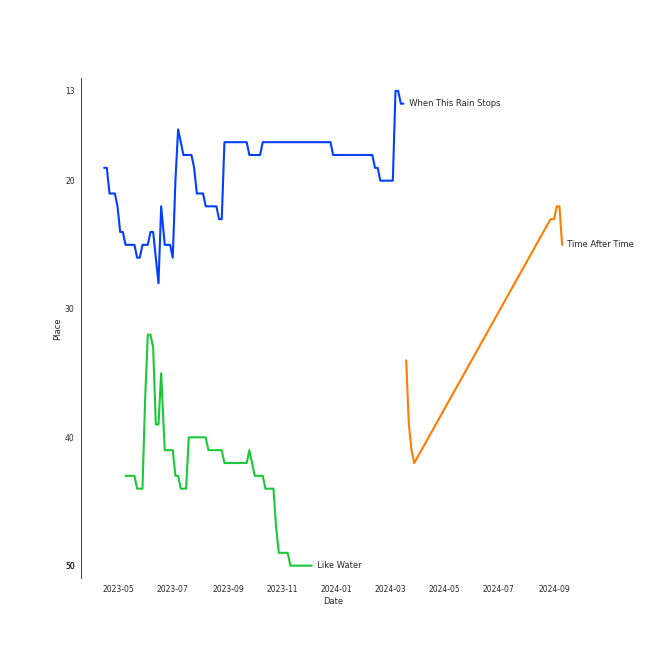 13
When This Rain Stops
20
Time After Time
30
Place
40
50
Like Water
2023-05 2023-07 2023-09 2023-11 2024-01 2024-03 2024-05 2024-07 2024-09
Date